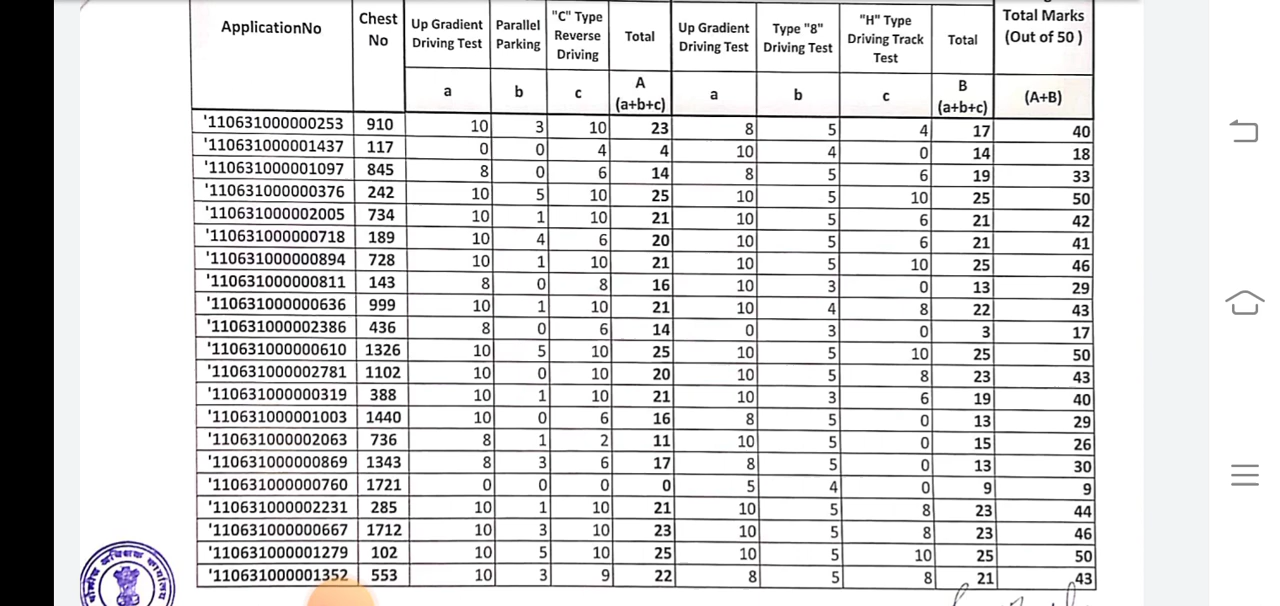 ApplicationNo Chest No Up Gradient Driving Test Parallel Parking "C" Type Reverse Driving Total Up Gradient Driving Test Type "8" Driving Test "H" Type Driving Track Test Total Total Marks (Out of 50 )
a b c A (a+b+c) a b c B (a+b+c) (A+B)
'110631000000253 910 10 3 10 23 8 5 4 17 40
'110631000001437 117 0 0 4 4 10 4 0 14 18
'110631000001097 845 8 0 6 14 8 5 6 19 33
'110631000000376 242 10 5 10 25 10 5 10 25 50
'110631000002005 734 10 1 10 21 10 5 6 21 42
'110631000000718 189 10 4 6 20 10 5 6 21 41
'110631000000894 728 10 1 10 21 10 5 10 25 46
'110631000000811 143 8 0 8 16 10 3 0 13 29
'110631000000636 999 10 1 10 21 10 4 8 22 43
'110631000002386 436 8 0 6 14 0 3 0 3 17
'110631000000610 1326 10 5 10 25 10 5 10 25 50
'110631000002781 1102 10 0 10 20 10 5 8 23 43
'110631000000319 388 10 1 10 21 10 3 6 19 40
'110631000001003 1440 10 0 6 16 8 5 0 13 29
'110631000002063 736 8 1 2 11 10 5 0 15 26
'110631000000869 1343 8 3 6 17 8 5 0 13 30
'110631000000760 1721 0 0 0 0 5 4 0 9 9
'110631000002231 285 10 1 10 21 10 5 8 23 44
'110631000000667 1712 10 3 10 23 10 5 8 23 46
'110631000001279 102 10 5 10 25 10 5 10 25 50
'110631000001352 553 10 3 9 22 8 5 8 21 43